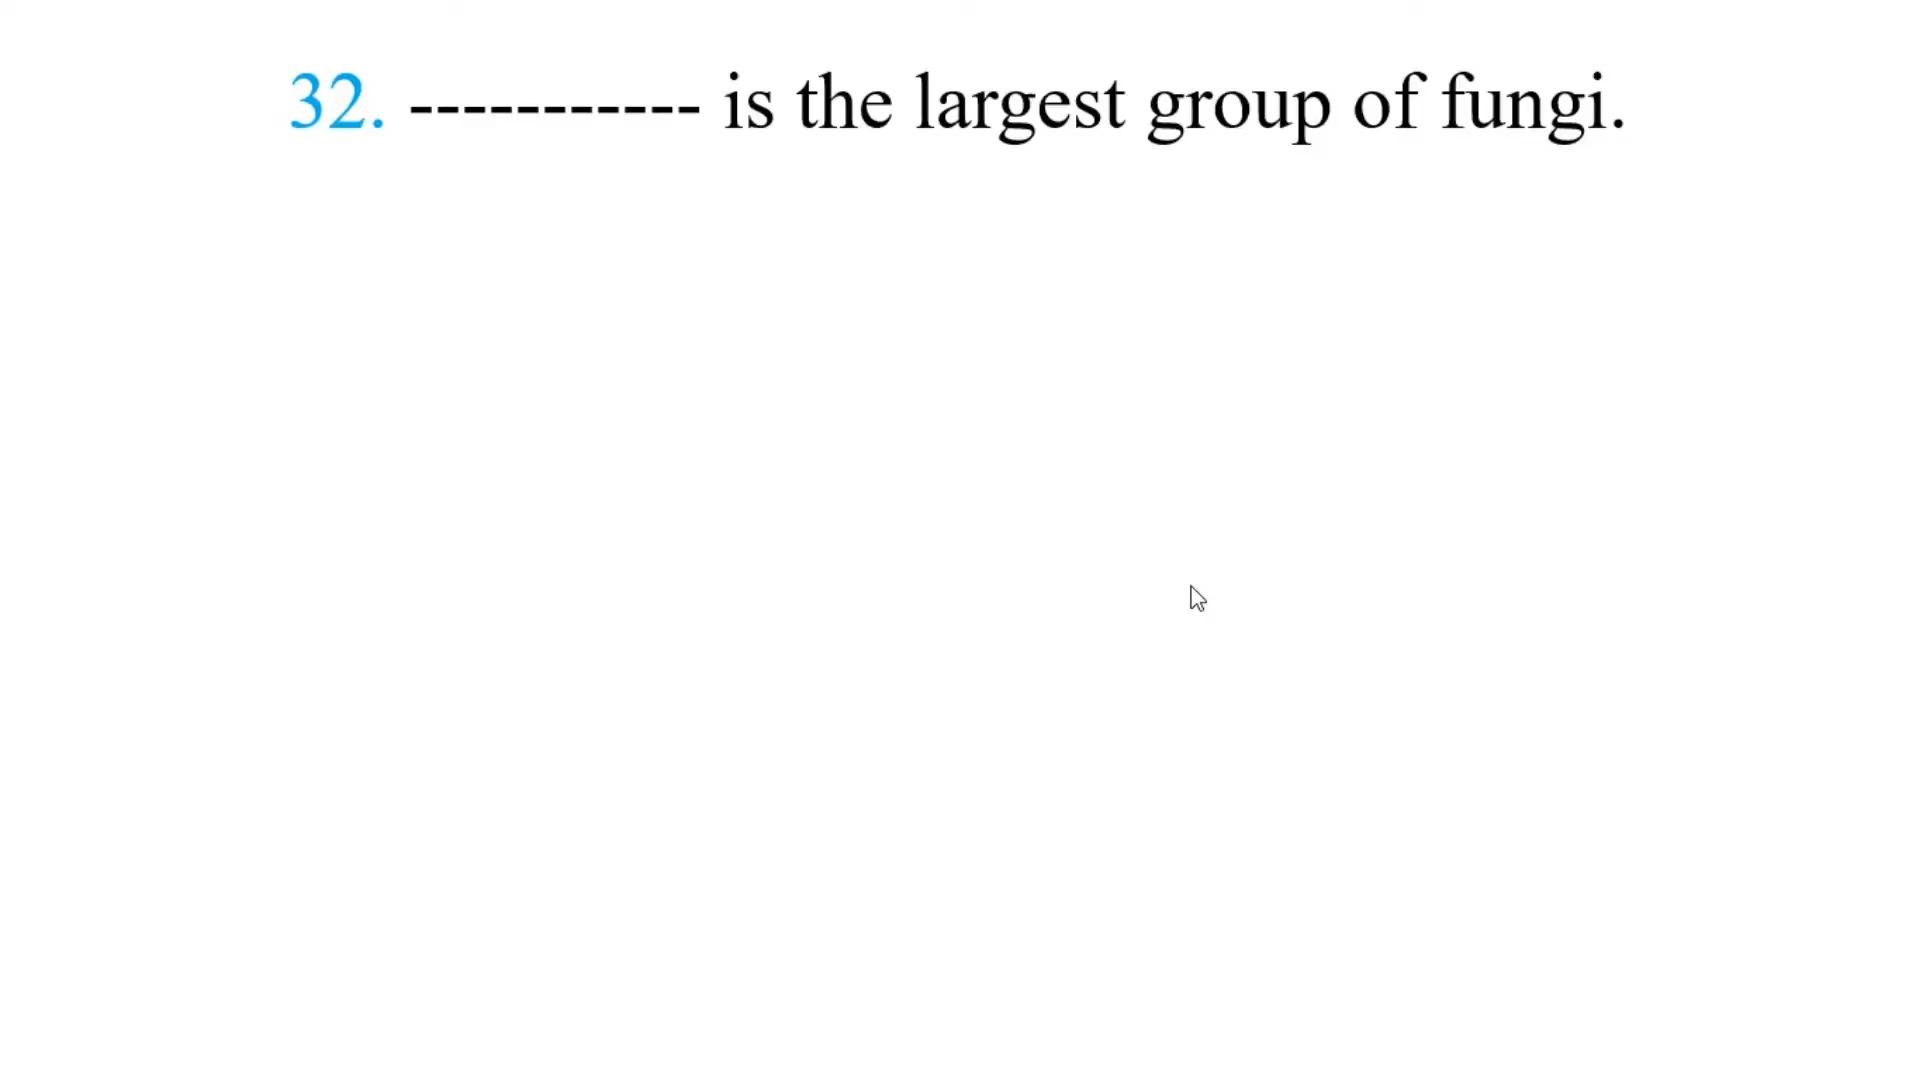 32. ----------- is the largest group of fungi.